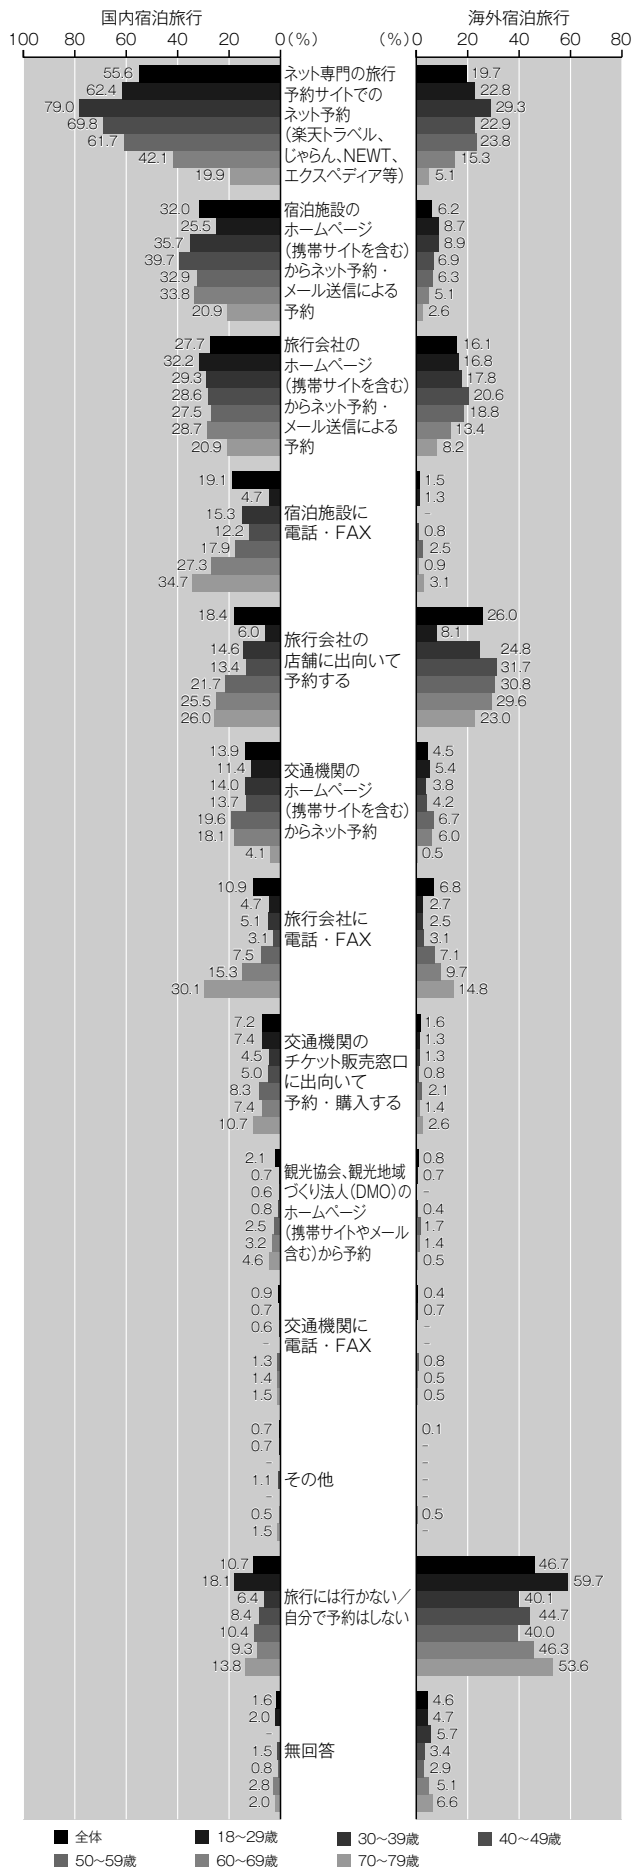 国内宿泊旅行 海外宿泊旅行
100 80 60 40 20 0(%) (%) 0 20 40 60 80
55.6 ネット専門の旅行 19.7
62.4 予約サイトでの 22.8
79.0 ネット予約 29.3
69.8 (楽天トラベル、 22.9
61.7 じゃらん、NEWT、 23.8
42.1 エクスペディア等) 15.3
19.9 5.1
32.0 宿泊施設の 6.2
25.5 ホームページ 8.7
35.7 (携帯サイトを含む) 8.9
39.7 からネット予約・ 6.9
32.9 メール送信による 6.3
33.8 予約 5.1
20.9 2.6
27.7 旅行会社の 16.1
32.2 ホームページ 16.8
29.3 (携帯サイトを含む) 17.8
28.6 からネット予約・ 20.6
27.5 メール送信による 18.8
28.7 予約 13.4
20.9 8.2
19.1 1.5
4.7 1.3
15.3 宿泊施設に -
12.2 電話・FAX 0.8
17.9 2.5
27.3 0.9
34.7 3.1
18.4 26.0
6.0 旅行会社の 8.1
14.6 店舗に出向いて 24.8
13.4 予約する 31.7
21.7 30.8
25.5 29.6
26.0 23.0
13.9 4.5
11.4 交通機関の 5.4
14.0 ホームページ 3.8
13.7 (携帯サイトを含む) 4.2
19.6 からネット予約 6.7
18.1 6.0
4.1 0.5
10.9 6.8
4.7 2.7
5.1 旅行会社に 2.5
3.1 電話・FAX 3.1
7.5 7.1
15.3 9.7
30.1 14.8
7.2 1.6
7.4 交通機関の 1.3
4.5 チケット販売窓口 1.3
5.0 に出向いて 0.8
8.3 予約・購入する 2.1
7.4 1.4
10.7 2.6
2.1 0.8
0.7 観光協会、観光地域 0.7
0.6 づくり法人(DMO)の -
0.8 ホームページ 0.4
2.5 (携帯サイトやメール 1.7
3.2 含む)から予約 1.4
4.6 0.5
0.9 0.4
0.7 0.7
0.6 交通機関に -
- 電話・FAX -
1.3 0.8
1.4 0.5
1.5 0.5
0.7 0.1
0.7 -
- -
1.1 その他 -
- -
0.5 0.5
1.5 -
10.7 46.7
18.1 59.7
6.4 旅行には行かない/ 40.1
8.4 自分で予約はしない 44.7
10.4 40.0
9.3 46.3
13.8 53.6
1.6 4.6
2.0 4.7
- 5.7
1.5 無回答 3.4
0.8 2.9
2.8 5.1
2.0 6.6
全体 18~29歳 30~39歳 40~49歳
50~59歳 60~69歳 70~79歳